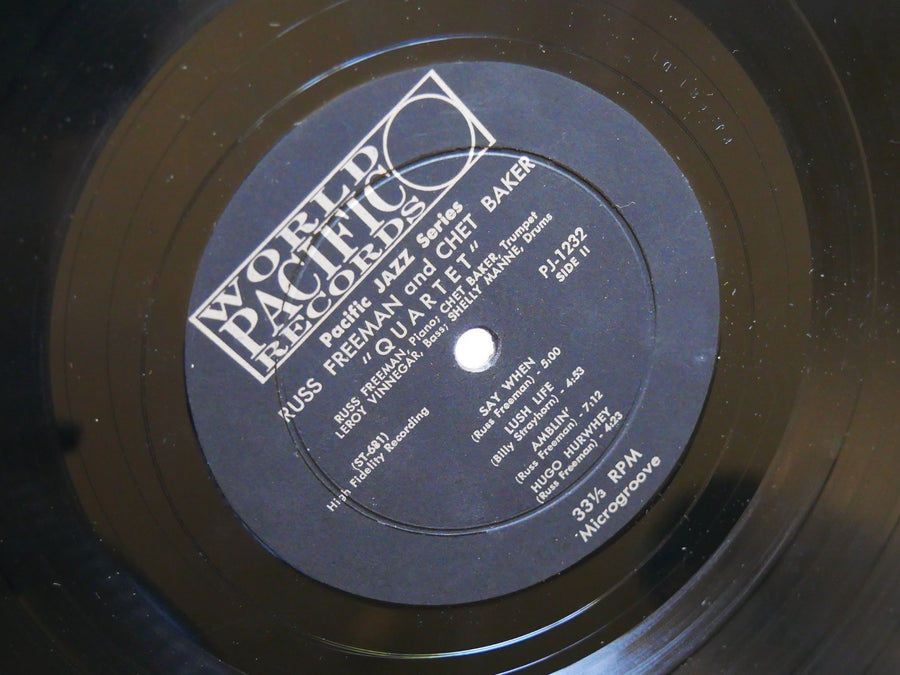 WORLD
PACIFIC
RECORDS
Pacific JAZZ Series
RUSS FREEMAN and CHET BAKER
"QUARTET"
RUSS FREEMAN, Piano; CHET BAKER, Trumpet
LEROY VINNEGAR, Bass; SHELLY MANNE, Drums
PJ-1232
SIDE II
(ST-681)
High Fidelity Recording
SAY WHEN
(Russ Freeman) - 5:00
LUSH LIFE
(Billy Strayhorn) - 4:53
AMBLIN'
(Russ Freeman) - 7:12
HUGO HURWHEY
(Russ Freeman) - 4:23
33⅓ RPM
Microgroove